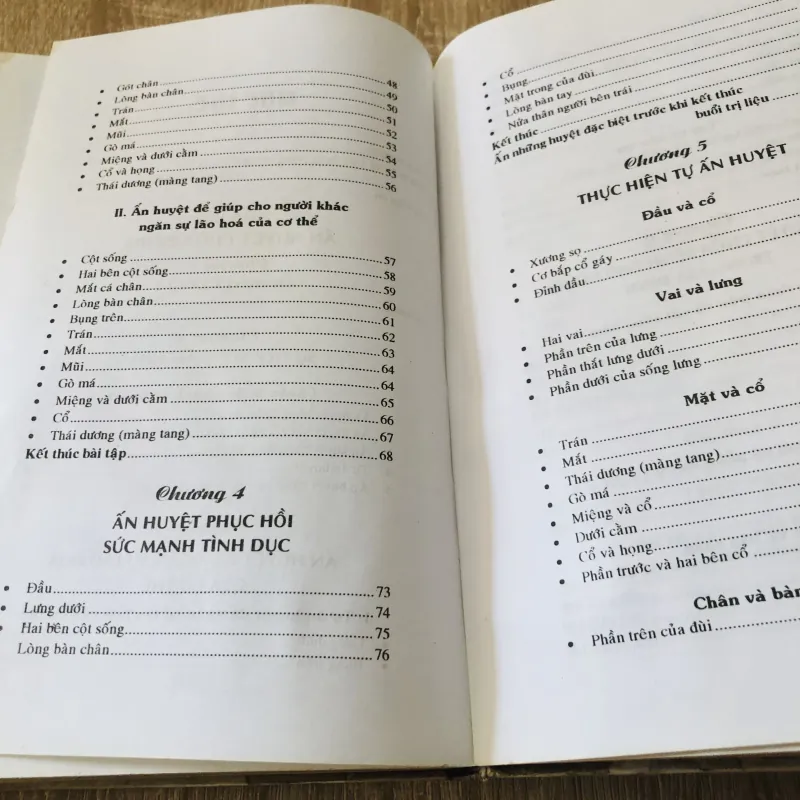 • Gót chân 48
• Lòng bàn chân 49
• Trán 50
• Mắt 51
• Mũi 52
• Gò má 53
• Miệng và dưới cằm 54
• Cổ và họng 55
• Thái dương (màng tang) 56
II. Ấn huyệt để giúp cho người khác
ngăn sự lão hoá của cơ thể
• Cột sống 57
• Hai bên cột sống 58
• Mắt cá chân 59
• Lòng bàn chân 60
• Bụng trên 61
• Trán 62
• Mắt 63
• Mũi 64
• Gò má 64
• Miệng và dưới cằm 65
• Cổ 66
• Thái dương (màng tang) 67
Kết thúc bài tập 68
Chương 4
ẤN HUYỆT PHỤC HỒI
SỨC MẠNH TÌNH DỤC
• Đầu 73
• Lưng dưới 74
• Hai bên cột sống 75
Lòng bàn chân 76
• Cổ
• Bụng
• Mặt trong của đùi
• Lòng bàn tay
• Nửa thân người bên trái
Kết thúc
Ấn những huyệt đặc biệt trước khi kết thúc
buổi trị liệu
Chương 5
THỰC HIỆN TỰ ẤN HUYỆT
Đầu và cổ
• Xương sọ
• Cơ bắp cổ gáy
• Đỉnh đầu
Vai và lưng
• Hai vai
• Phần trên của lưng
• Phần thắt lưng dưới
• Phần dưới của sống lưng
Mặt và cổ
• Trán
• Mắt
• Thái dương (màng tang)
• Gò má
• Miệng và cổ
• Dưới cằm
• Cổ và họng
• Phần trước và hai bên cổ
Chân và bàn
• Phần trên của đùi